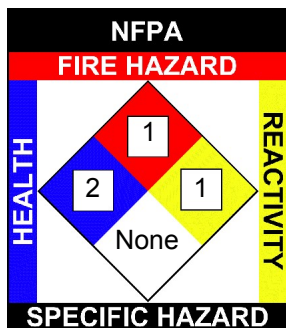 NFPA
FIRE HAZARD
1
HEALTH
2
1
REACTIVITY
None
SPECIFIC HAZARD